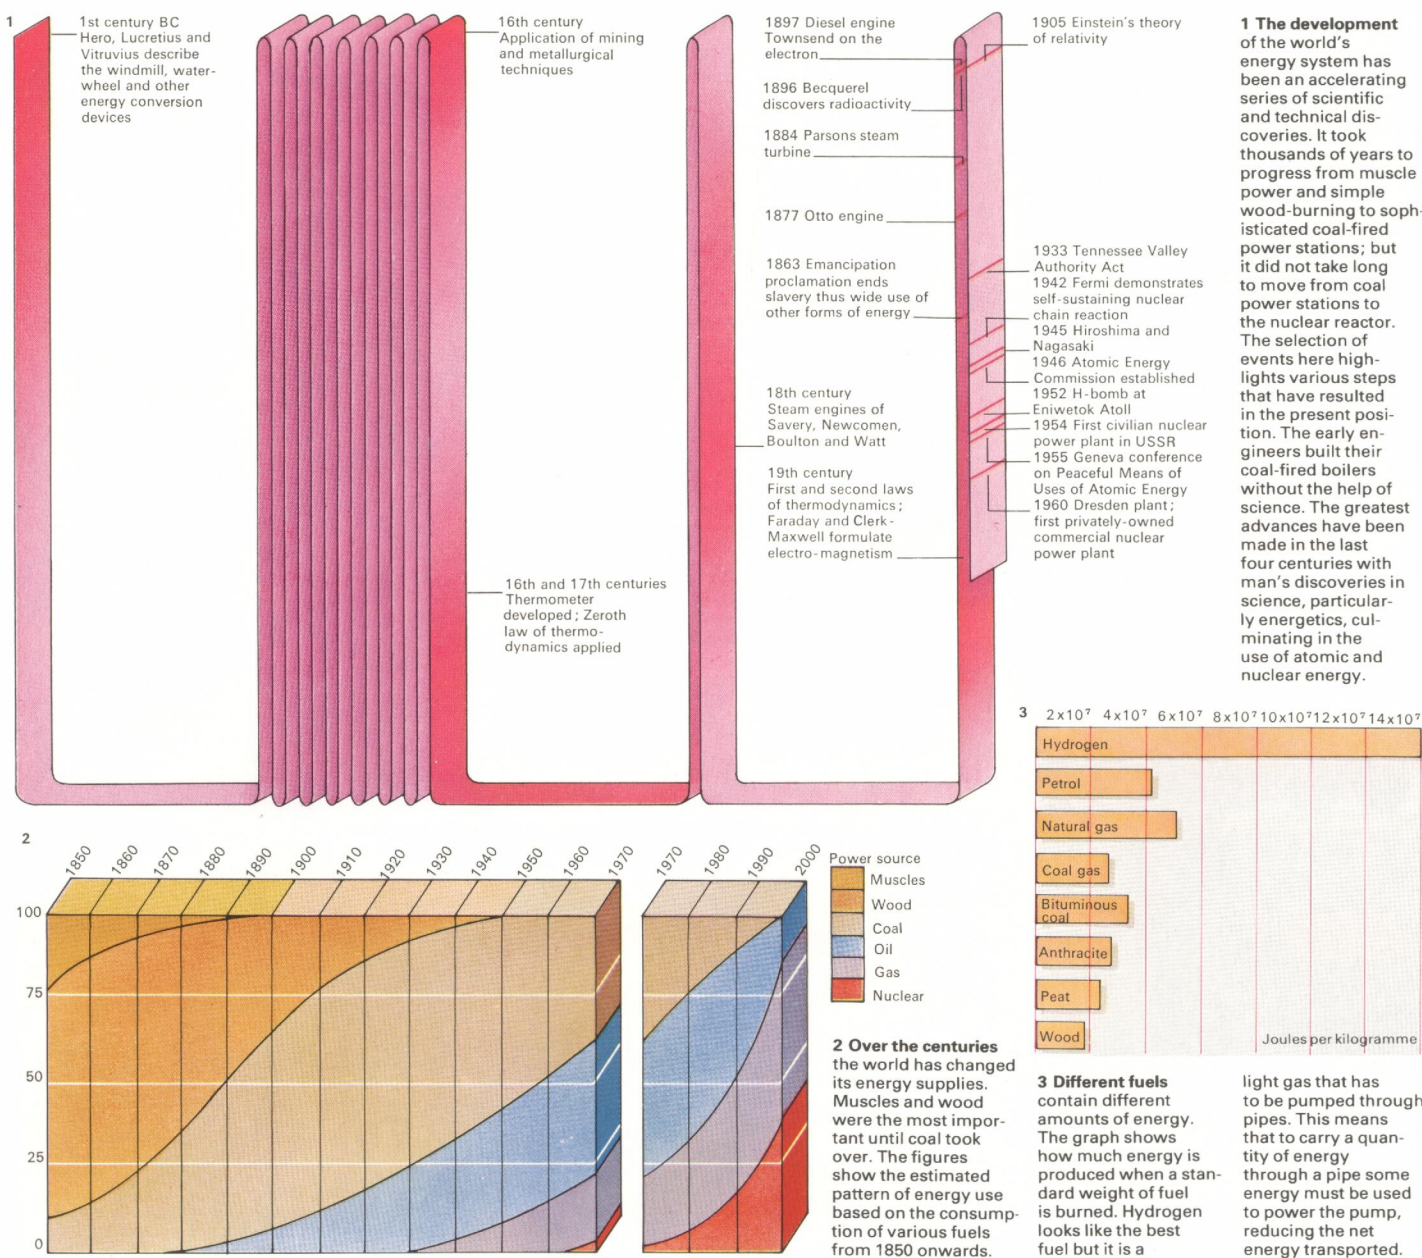 1
1st century BC
Hero, Lucretius and
Vitruvius describe
the windmill, water-
wheel and other
energy conversion
devices
16th century
Application of mining
and metallurgical
techniques
16th and 17th centuries
Thermometer
developed; Zeroth
law of thermo-
dynamics applied
1897 Diesel engine
Townsend on the
electron
1896 Becquerel
discovers radioactivity
1884 Parsons steam
turbine
1877 Otto engine
1863 Emancipation
proclamation ends
slavery thus wide use of
other forms of energy
18th century
Steam engines of
Savery, Newcomen,
Boulton and Watt
19th century
First and second laws
of thermodynamics;
Faraday and Clerk-
Maxwell formulate
electro-magnetism
1905 Einstein's theory
of relativity
1933 Tennessee Valley
Authority Act
1942 Fermi demonstrates
self-sustaining nuclear
chain reaction
1945 Hiroshima and
Nagasaki
1946 Atomic Energy
Commission established
1952 H-bomb at
Eniwetok Atoll
1954 First civilian nuclear
power plant in USSR
1955 Geneva conference
on Peaceful Means of
Uses of Atomic Energy
1960 Dresden plant;
first privately-owned
commercial nuclear
power plant
1 The development
of the world's
energy system has
been an accelerating
series of scientific
and technical dis-
coveries. It took
thousands of years to
progress from muscle
power and simple
wood-burning to soph-
isticated coal-fired
power stations; but
it did not take long
to move from coal
power stations to
the nuclear reactor.
The selection of
events here high-
lights various steps
that have resulted
in the present posi-
tion. The early en-
gineers built their
coal-fired boilers
without the help of
science. The greatest
advances have been
made in the last
four centuries with
man's discoveries in
science, particular-
ly energetics, cul-
minating in the
use of atomic and
nuclear energy.
2
1850 1860 1870 1880 1890 1900 1910 1920 1930 1940 1950 1960 1970
1970 1980 1990 2000
100
75
50
25
0
Power source
Muscles
Wood
Coal
Oil
Gas
Nuclear
2 Over the centuries
the world has changed
its energy supplies.
Muscles and wood
were the most impor-
tant until coal took
over. The figures
show the estimated
pattern of energy use
based on the consump-
tion of various fuels
from 1850 onwards.
3
2x10⁷ 4x10⁷ 6x10⁷ 8x10⁷ 10x10⁷ 12x10⁷ 14x10⁷
Hydrogen
Petrol
Natural gas
Coal gas
Bituminous
coal
Anthracite
Peat
Wood
Joules per kilogramme
3 Different fuels
contain different
amounts of energy.
The graph shows
how much energy is
produced when a stan-
dard weight of fuel
is burned. Hydrogen
looks like the best
fuel but it is a
light gas that has
to be pumped through
pipes. This means
that to carry a quan-
tity of energy
through a pipe some
energy must be used
to power the pump,
reducing the net
energy transported.